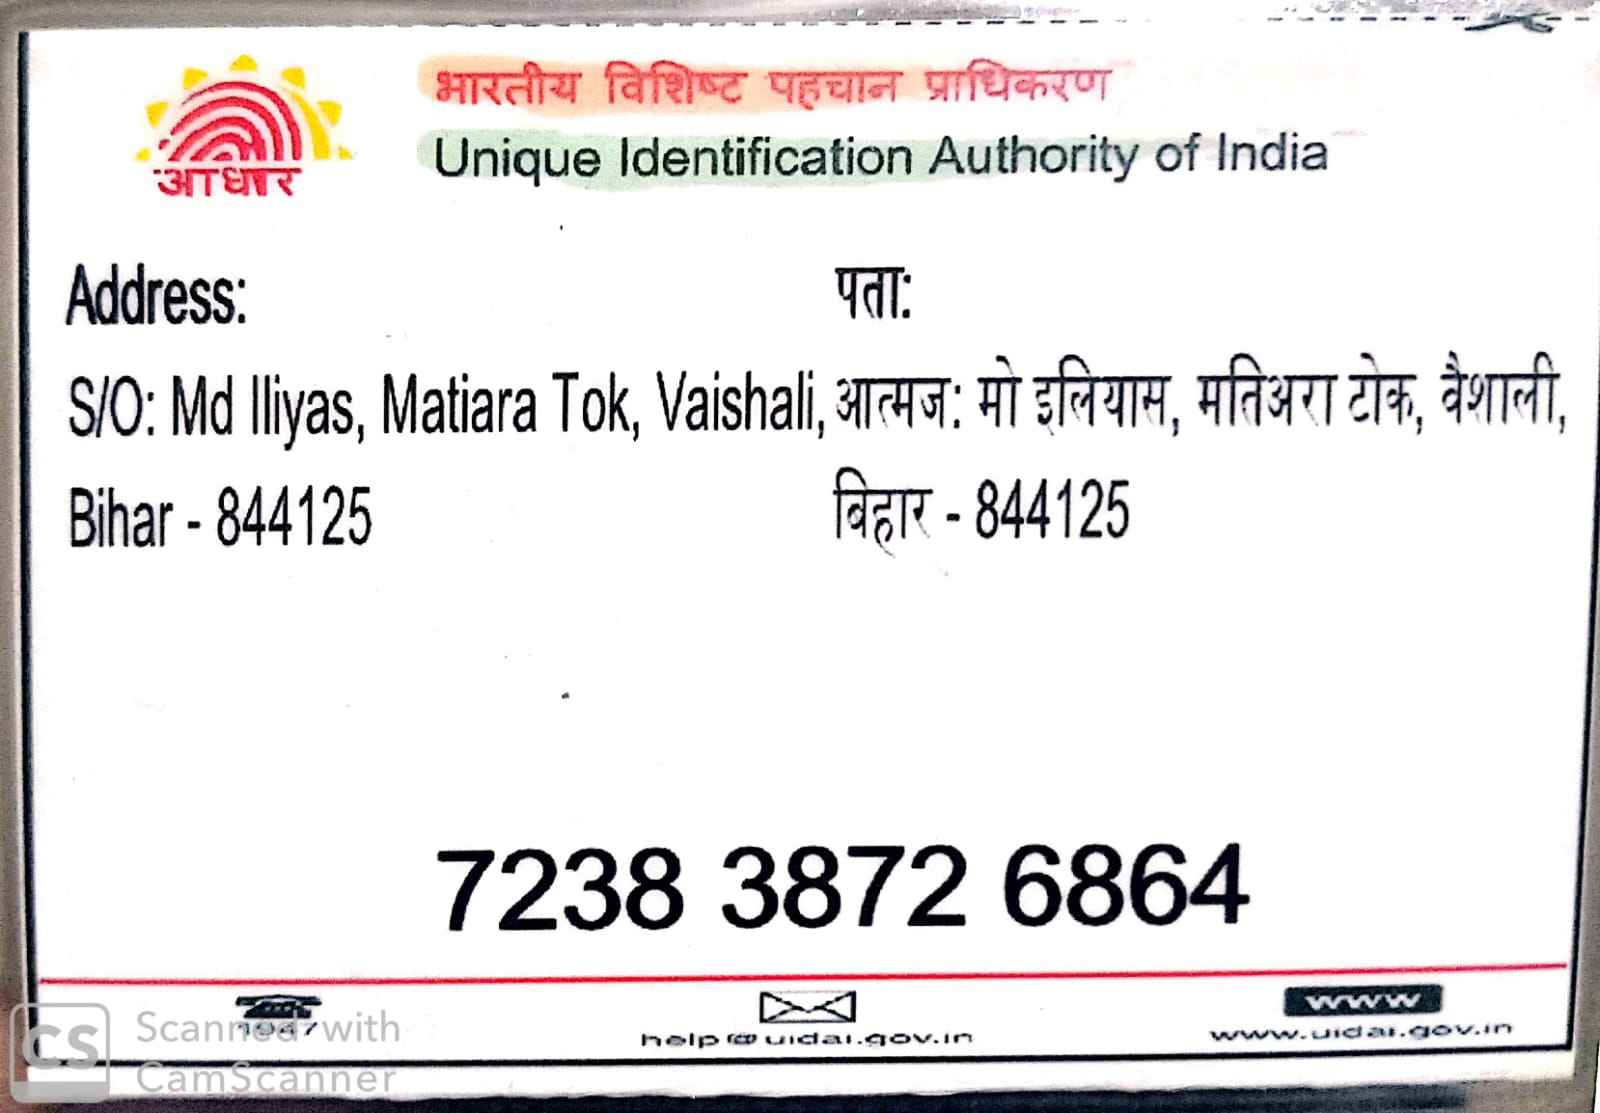 भारतीय विशिष्ट पहचान प्राधिकरण
Unique Identification Authority of India
आधार
Address:
S/O: Md Iliyas, Matiara Tok, Vaishali,
Bihar - 844125
पता:
आत्मज: मो इलियास, मतिअरा टोक, वैशाली,
बिहार - 844125
7238 3872 6864
1947
help@uidai.gov.in
www
www.uidai.gov.in
CS
Scanned with
CamScanner